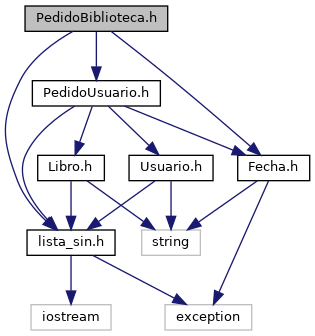 PedidoBiblioteca.h
PedidoUsuario.h
Libro.h
Usuario.h
Fecha.h
lista_sin.h
string
iostream
exception